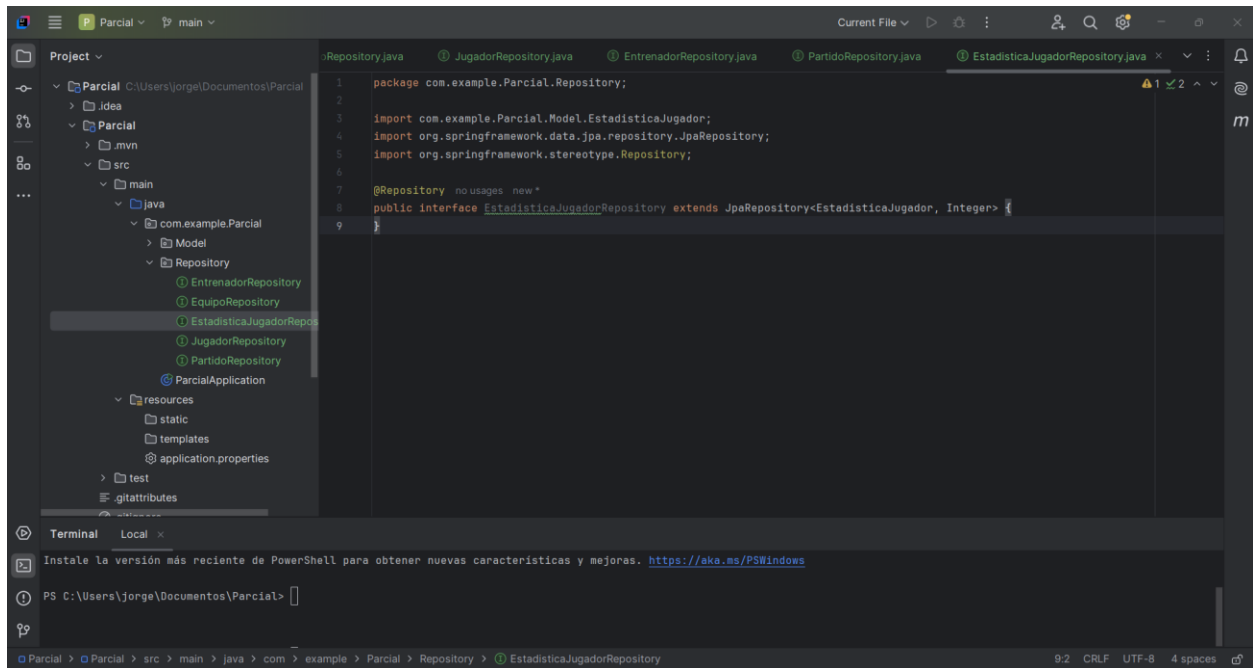 P Parcial main Current File
Project
oRepository.java JugadorRepository.java EntrenadorRepository.java PartidoRepository.java EstadisticaJugadorRepository.java
Parcial C:\Users\jorge\Documentos\Parcial
.idea
Parcial
.mvn
src
main
java
com.example.Parcial
Model
Repository
EntrenadorRepository
EquipoRepository
EstadisticaJugadorRepos
JugadorRepository
PartidoRepository
ParcialApplication
resources
static
templates
application.properties
test
.gitattributes
1 package com.example.Parcial.Repository; 1 2
2
3 import com.example.Parcial.Model.EstadisticaJugador;
4 import org.springframework.data.jpa.repository.JpaRepository;
5 import org.springframework.stereotype.Repository;
6
7 @Repository no usages new *
8 public interface EstadisticaJugadorRepository extends JpaRepository<EstadisticaJugador, Integer> {
9 }
m
Terminal Local
Instale la versión más reciente de PowerShell para obtener nuevas características y mejoras. https://aka.ms/PSWindows
PS C:\Users\jorge\Documentos\Parcial>
Parcial > Parcial > src > main > java > com > example > Parcial > Repository > EstadisticaJugadorRepository 9:2 CRLF UTF-8 4 spaces